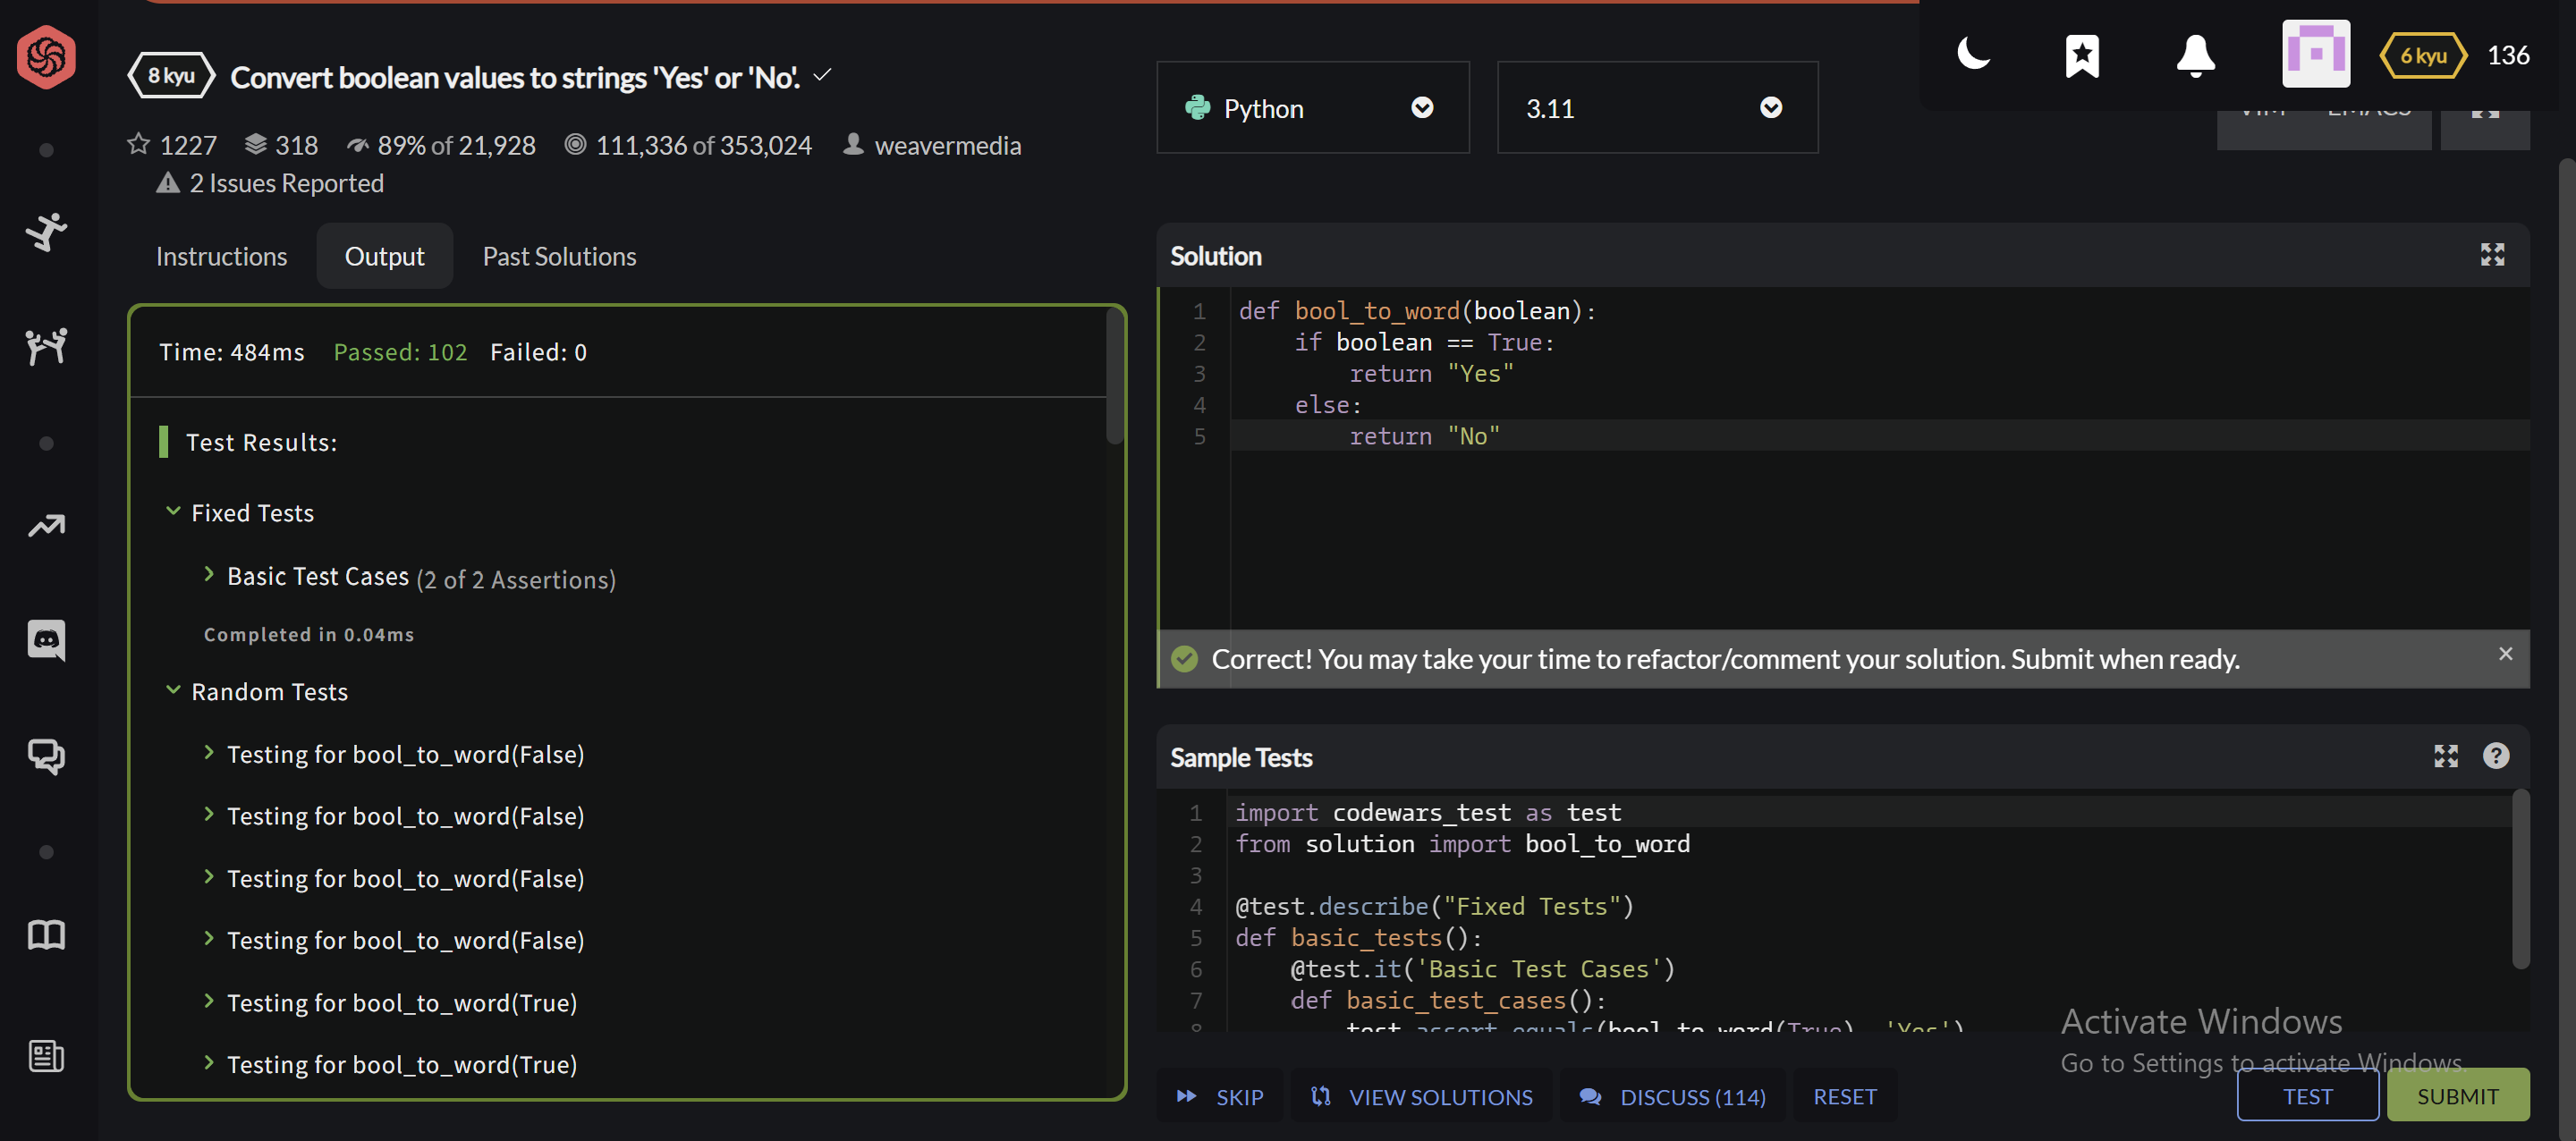 8 kyu Convert boolean values to strings 'Yes' or 'No'.
1227 318 89% of 21,928 111,336 of 353,024 weavermedia
2 Issues Reported
6 kyu 136
Python 3.11
VIM EMACS
Instructions Output Past Solutions
Time: 484ms Passed: 102 Failed: 0
Test Results:
Fixed Tests
Basic Test Cases (2 of 2 Assertions)
Completed in 0.04ms
Random Tests
Testing for bool_to_word(False)
Testing for bool_to_word(False)
Testing for bool_to_word(False)
Testing for bool_to_word(False)
Testing for bool_to_word(True)
Testing for bool_to_word(True)
Solution
1 def bool_to_word(boolean):
2     if boolean == True:
3         return "Yes"
4     else:
5         return "No"
Correct! You may take your time to refactor/comment your solution. Submit when ready.
Sample Tests
1 import codewars_test as test
2 from solution import bool_to_word
3
4 @test.describe("Fixed Tests")
5 def basic_tests():
6     @test.it('Basic Test Cases')
7     def basic_test_cases():
8         test.assert_equals(bool_to_word(True), 'Yes')
Activate Windows
Go to Settings to activate Windows.
SKIP VIEW SOLUTIONS DISCUSS (114) RESET TEST SUBMIT